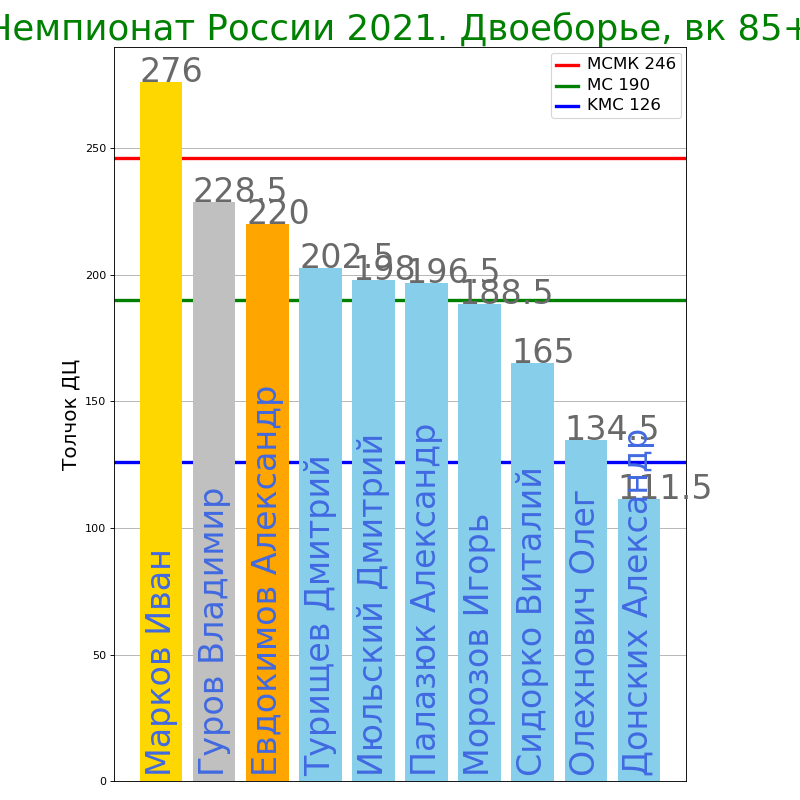 Чемпионат России 2021. Двоеборье, вк 85+
МСМК 246
МС 190
КМС 126
Толчок ДЦ
250
200
150
100
50
0
276
228.5
220
202.5
198
196.5
188.5
165
134.5
111.5
Марков Иван
Гуров Владимир
Евдокимов Александр
Турищев Дмитрий
Июльский Дмитрий
Палазюк Александр
Морозов Игорь
Сидорко Виталий
Олехнович Олег
Донских Александр